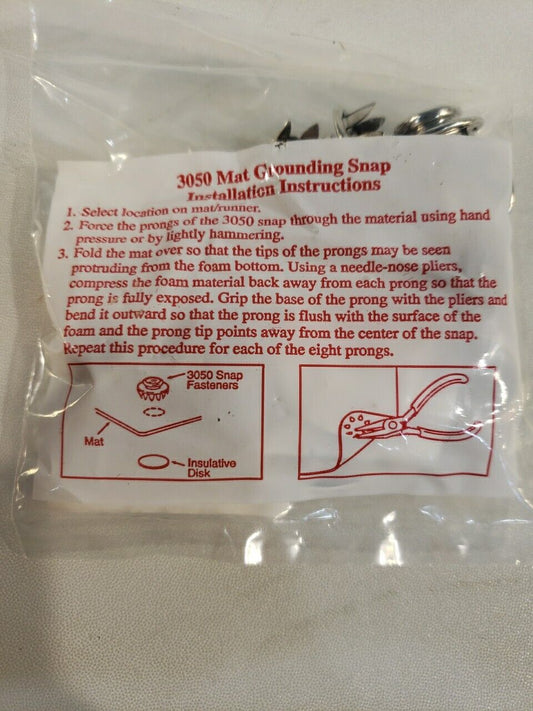 3050 Mat Grounding Snap
Installation Instructions
1. Select location on mat/runner.
2. Force the prongs of the 3050 snap through the material using hand
pressure or by lightly hammering.
3. Fold the mat over so that the tips of the prongs may be seen
protruding from the foam bottom. Using a needle-nose pliers,
compress the foam material back away from each prong so that the
prong is fully exposed. Grip the base of the prong with the pliers and
bend it outward so that the prong is flush with the surface of the
foam and the prong tip points away from the center of the snap.
Repeat this procedure for each of the eight prongs.
3050 Snap
Fasteners
Mat
Insulative
Disk